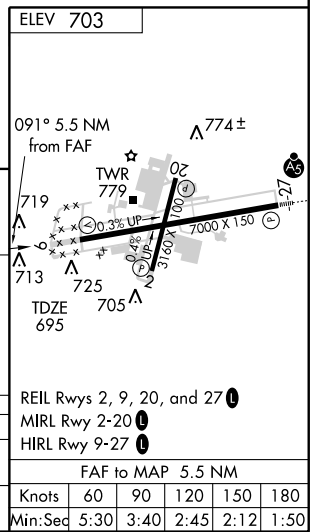 ELEV 703
091° 5.5 NM
from FAF
774 ±
A5
TWR
779
20
P
719
27
V
0.3% UP
3160 X 100
7000 X 150
P
9
0.4%
UP
713
725
P
2
TDZE
695
705
REIL Rwys 2, 9, 20, and 27 L
MIRL Rwy 2-20 L
HIRL Rwy 9-27 L
FAF to MAP 5.5 NM
Knots 60 90 120 150 180
Min:Sec 5:30 3:40 2:45 2:12 1:50